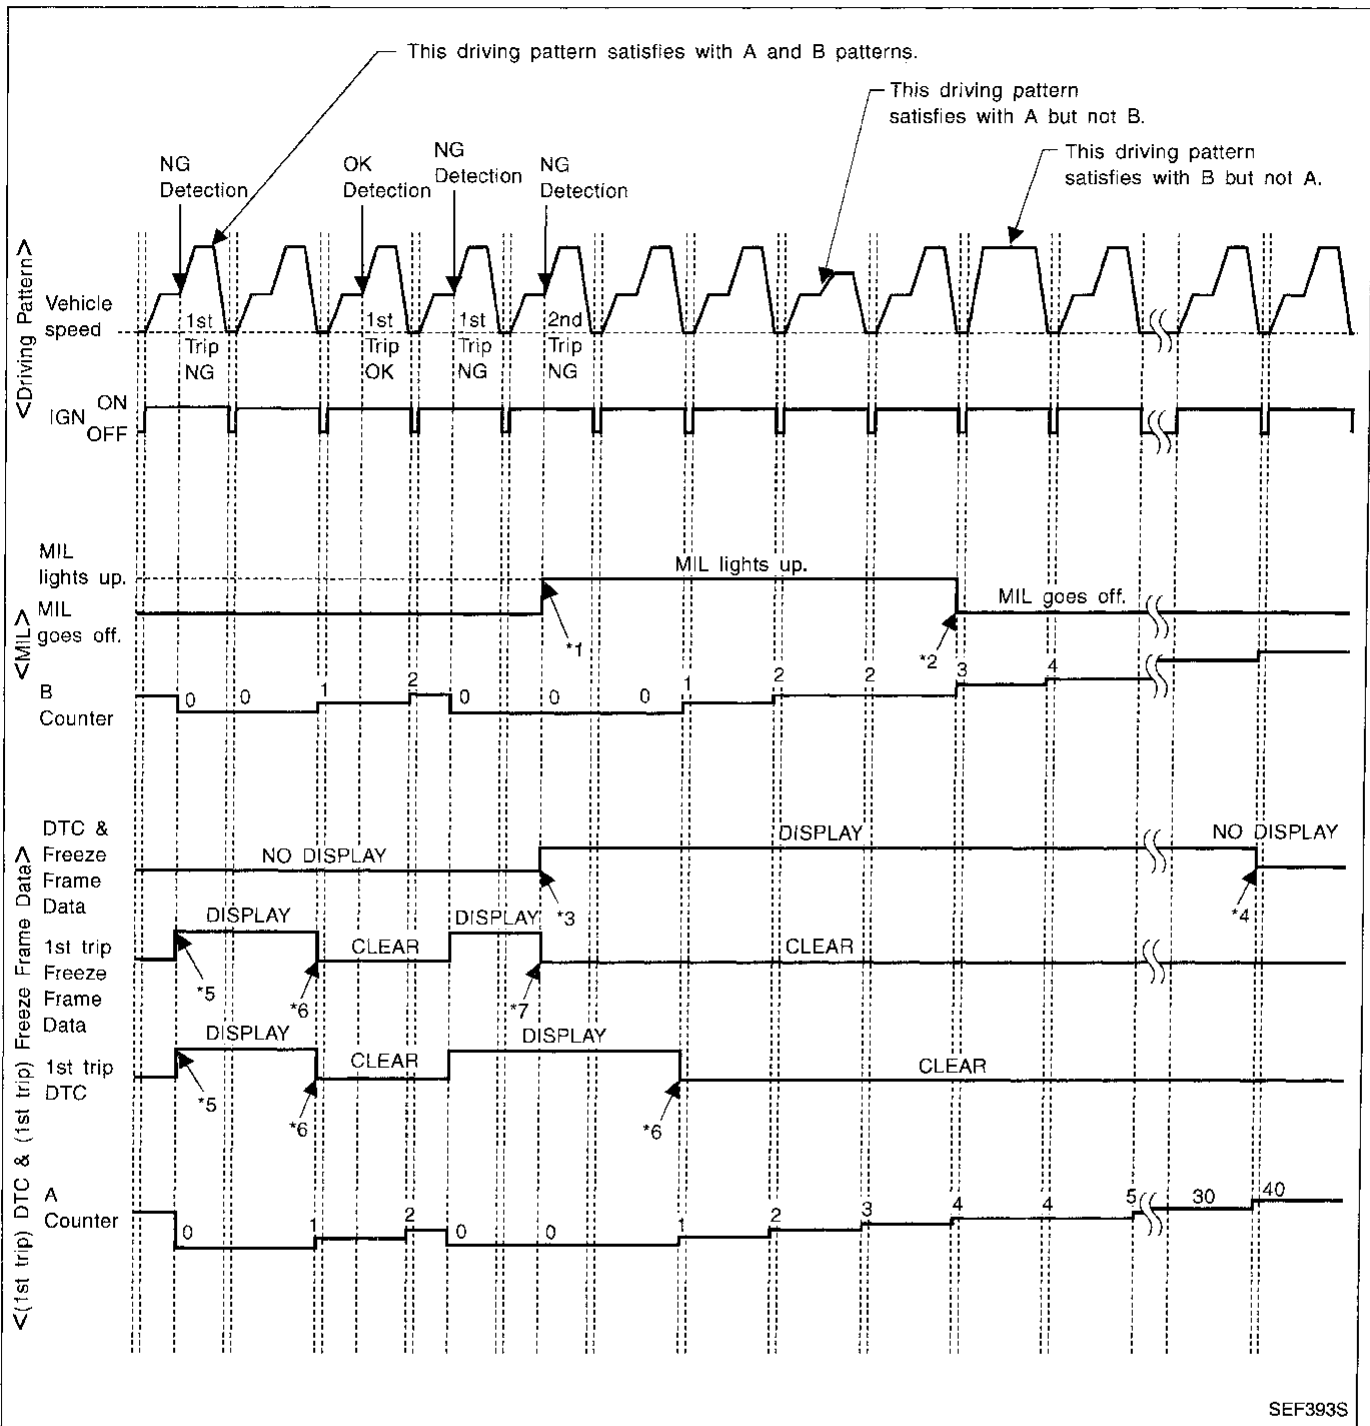 This driving pattern satisfies with A and B patterns.
This driving pattern
satisfies with A but not B.
This driving pattern
satisfies with B but not A.
NG
Detection
OK
Detection
NG
Detection
NG
Detection
<Driving Pattern>
Vehicle
speed
1st
Trip
NG
1st
Trip
OK
1st
Trip
NG
2nd
Trip
NG
IGN ON
OFF
<MIL>
MIL
lights up.
MIL lights up.
MIL
goes off.
MIL goes off.
*1
*2
B
Counter
0 0 1 2 0 0 0 1 2 2 3 4
<(1st trip) DTC & (1st trip) Freeze Frame Data>
DTC &
Freeze
Frame
Data
NO DISPLAY
DISPLAY
NO DISPLAY
*3
*4
1st trip
Freeze
Frame
Data
DISPLAY
CLEAR
DISPLAY
CLEAR
*5
*6
*7
1st trip
DTC
DISPLAY
CLEAR
DISPLAY
CLEAR
*5
*6
*6
A
Counter
0 1 2 0 0 1 2 3 4 4 5 30 40
SEF393S